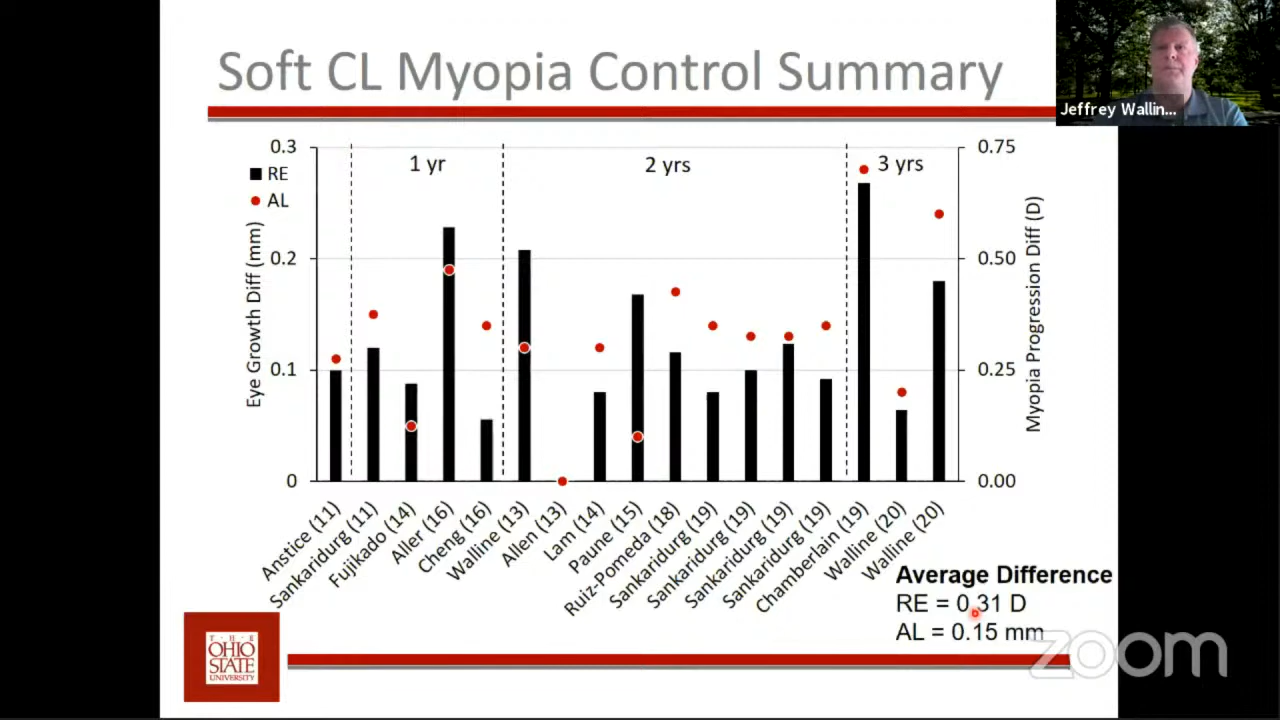 Soft CL Myopia Control Summary
Jeffrey Wallin...
0.3
0.75
1 yr
2 yrs
3 yrs
RE
AL
Eye Growth Diff (mm)
Myopia Progression Diff (D)
0.2
0.50
0.1
0.25
0
0.00
Anstice (11)
Sankaridurg (11)
Fujikado (14)
Aller (16)
Cheng (16)
Walline (13)
Allen (13)
Lam (14)
Paune (15)
Ruiz-Pomeda (18)
Sankaridurg (19)
Sankaridurg (19)
Sankaridurg (19)
Sankaridurg (19)
Chamberlain (19)
Walline (20)
Walline (20)
Average Difference
RE = 0.31 D
AL = 0.15 mm
zoom
THE
OHIO
STATE
UNIVERSITY